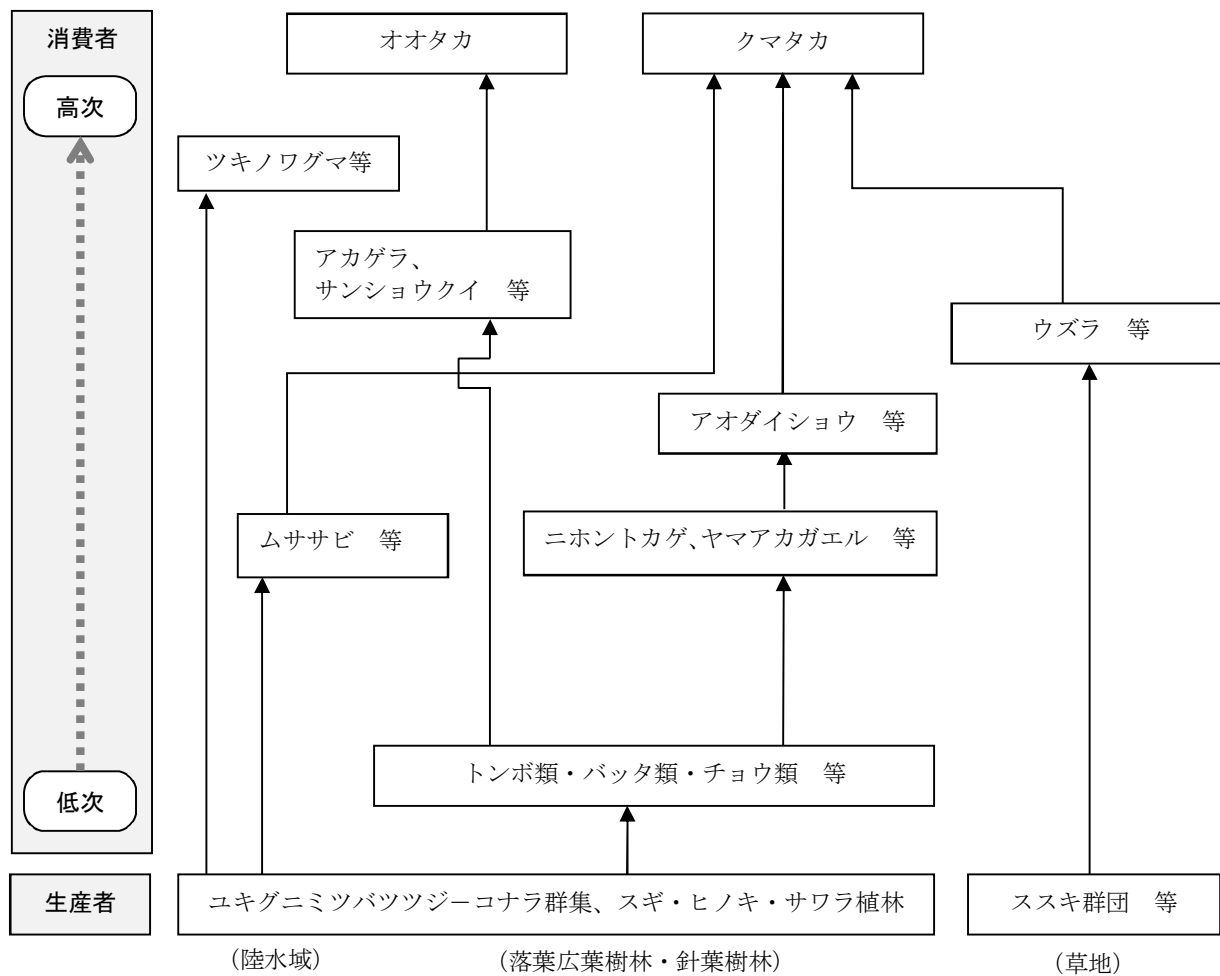 消費者
高次
低次
生産者
オオタカ
クマタカ
ツキノワグマ等
アカゲラ、
サンショウクイ　等
ウズラ　等
アオダイショウ　等
ムササビ　等
ニホントカゲ、ヤマアカガエル　等
トンボ類・バッタ類・チョウ類　等
ユキグニミツバツツジ－コナラ群集、スギ・ヒノキ・サワラ植林
ススキ群団　等
（陸水域）
（落葉広葉樹林・針葉樹林）
（草地）